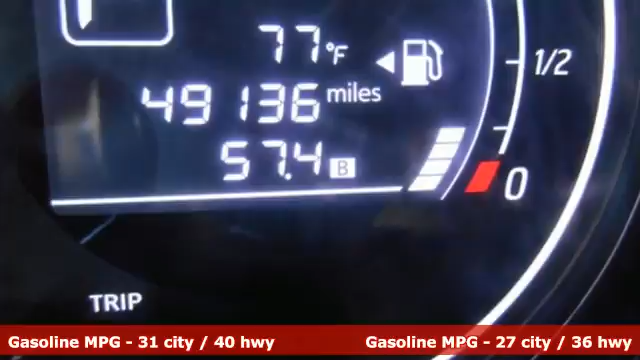 77°F
1/2
49136 miles
57.4 B
0
TRIP
Gasoline MPG - 31 city / 40 hwy
Gasoline MPG - 27 city / 36 hwy